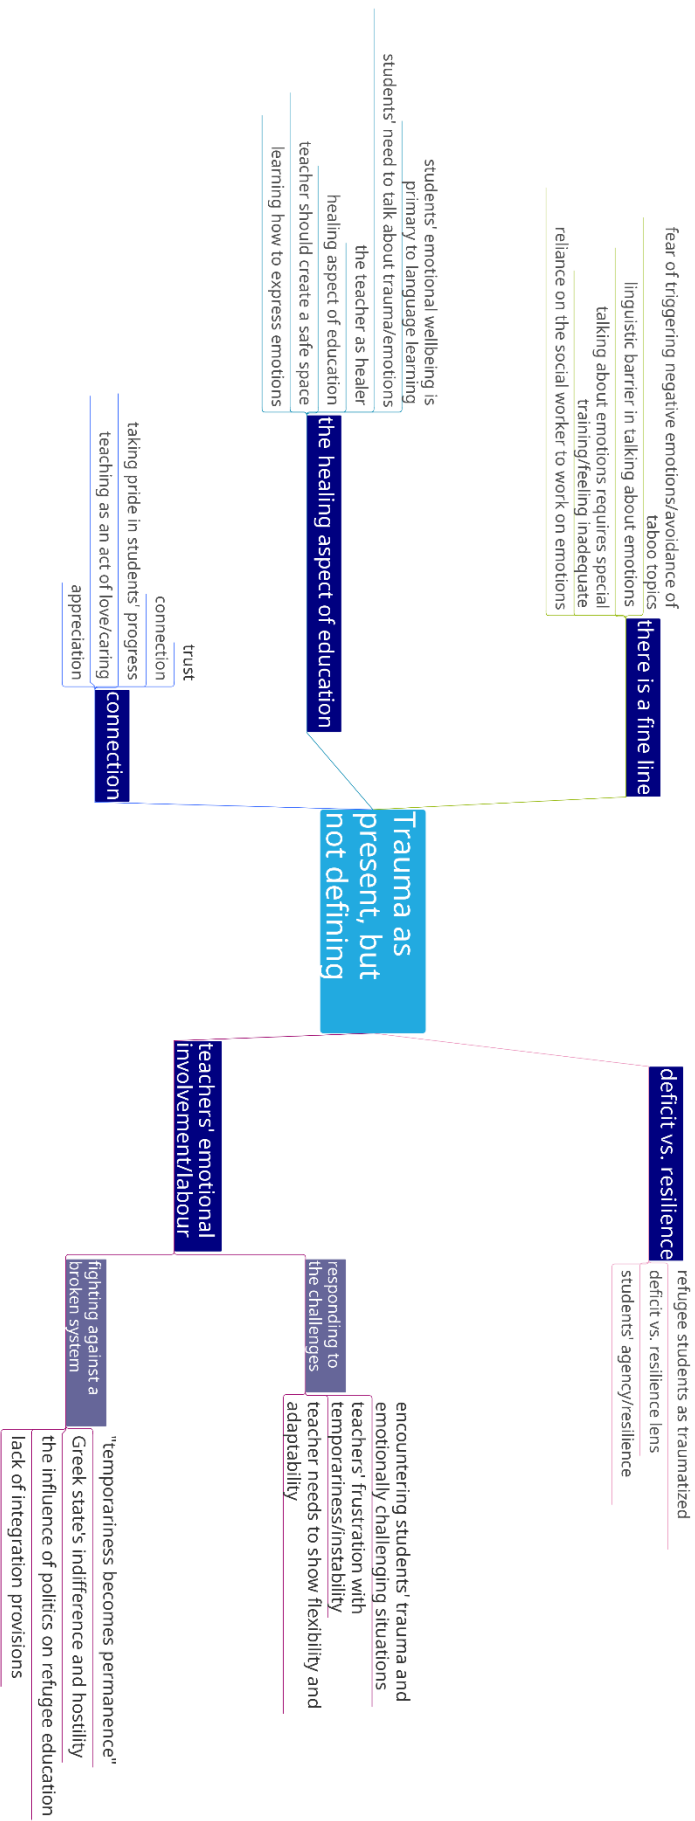 fear of triggering negative emotions/avoidance of
taboo topics
linguistic barrier in talking about emotions
talking about emotions requires special
training/feeling inadequate
reliance on the social worker to work on emotions
there is a fine line
students' emotional wellbeing is
primary to language learning
students' need to talk about trauma/emotions
the teacher as healer
healing aspect of education
teacher should create a safe space
learning how to express emotions
the healing aspect of education
trust
connection
taking pride in students' progress
teaching as an act of love/caring
appreciation
connection
Trauma as
present, but
not defining
deficit vs. resilience
refugee students as traumatized
deficit vs. resilience lens
students' agency/resilience
teachers' emotional
involvement/labour
responding to
the challenges
encountering students' trauma and
emotionally challenging situations
teachers' frustration with
temporariness/instability
teacher needs to show flexibility and
adaptability
fighting against a
broken system
"temporariness becomes permanence"
Greek state's indifference and hostility
the influence of politics on refugee education
lack of integration provisions